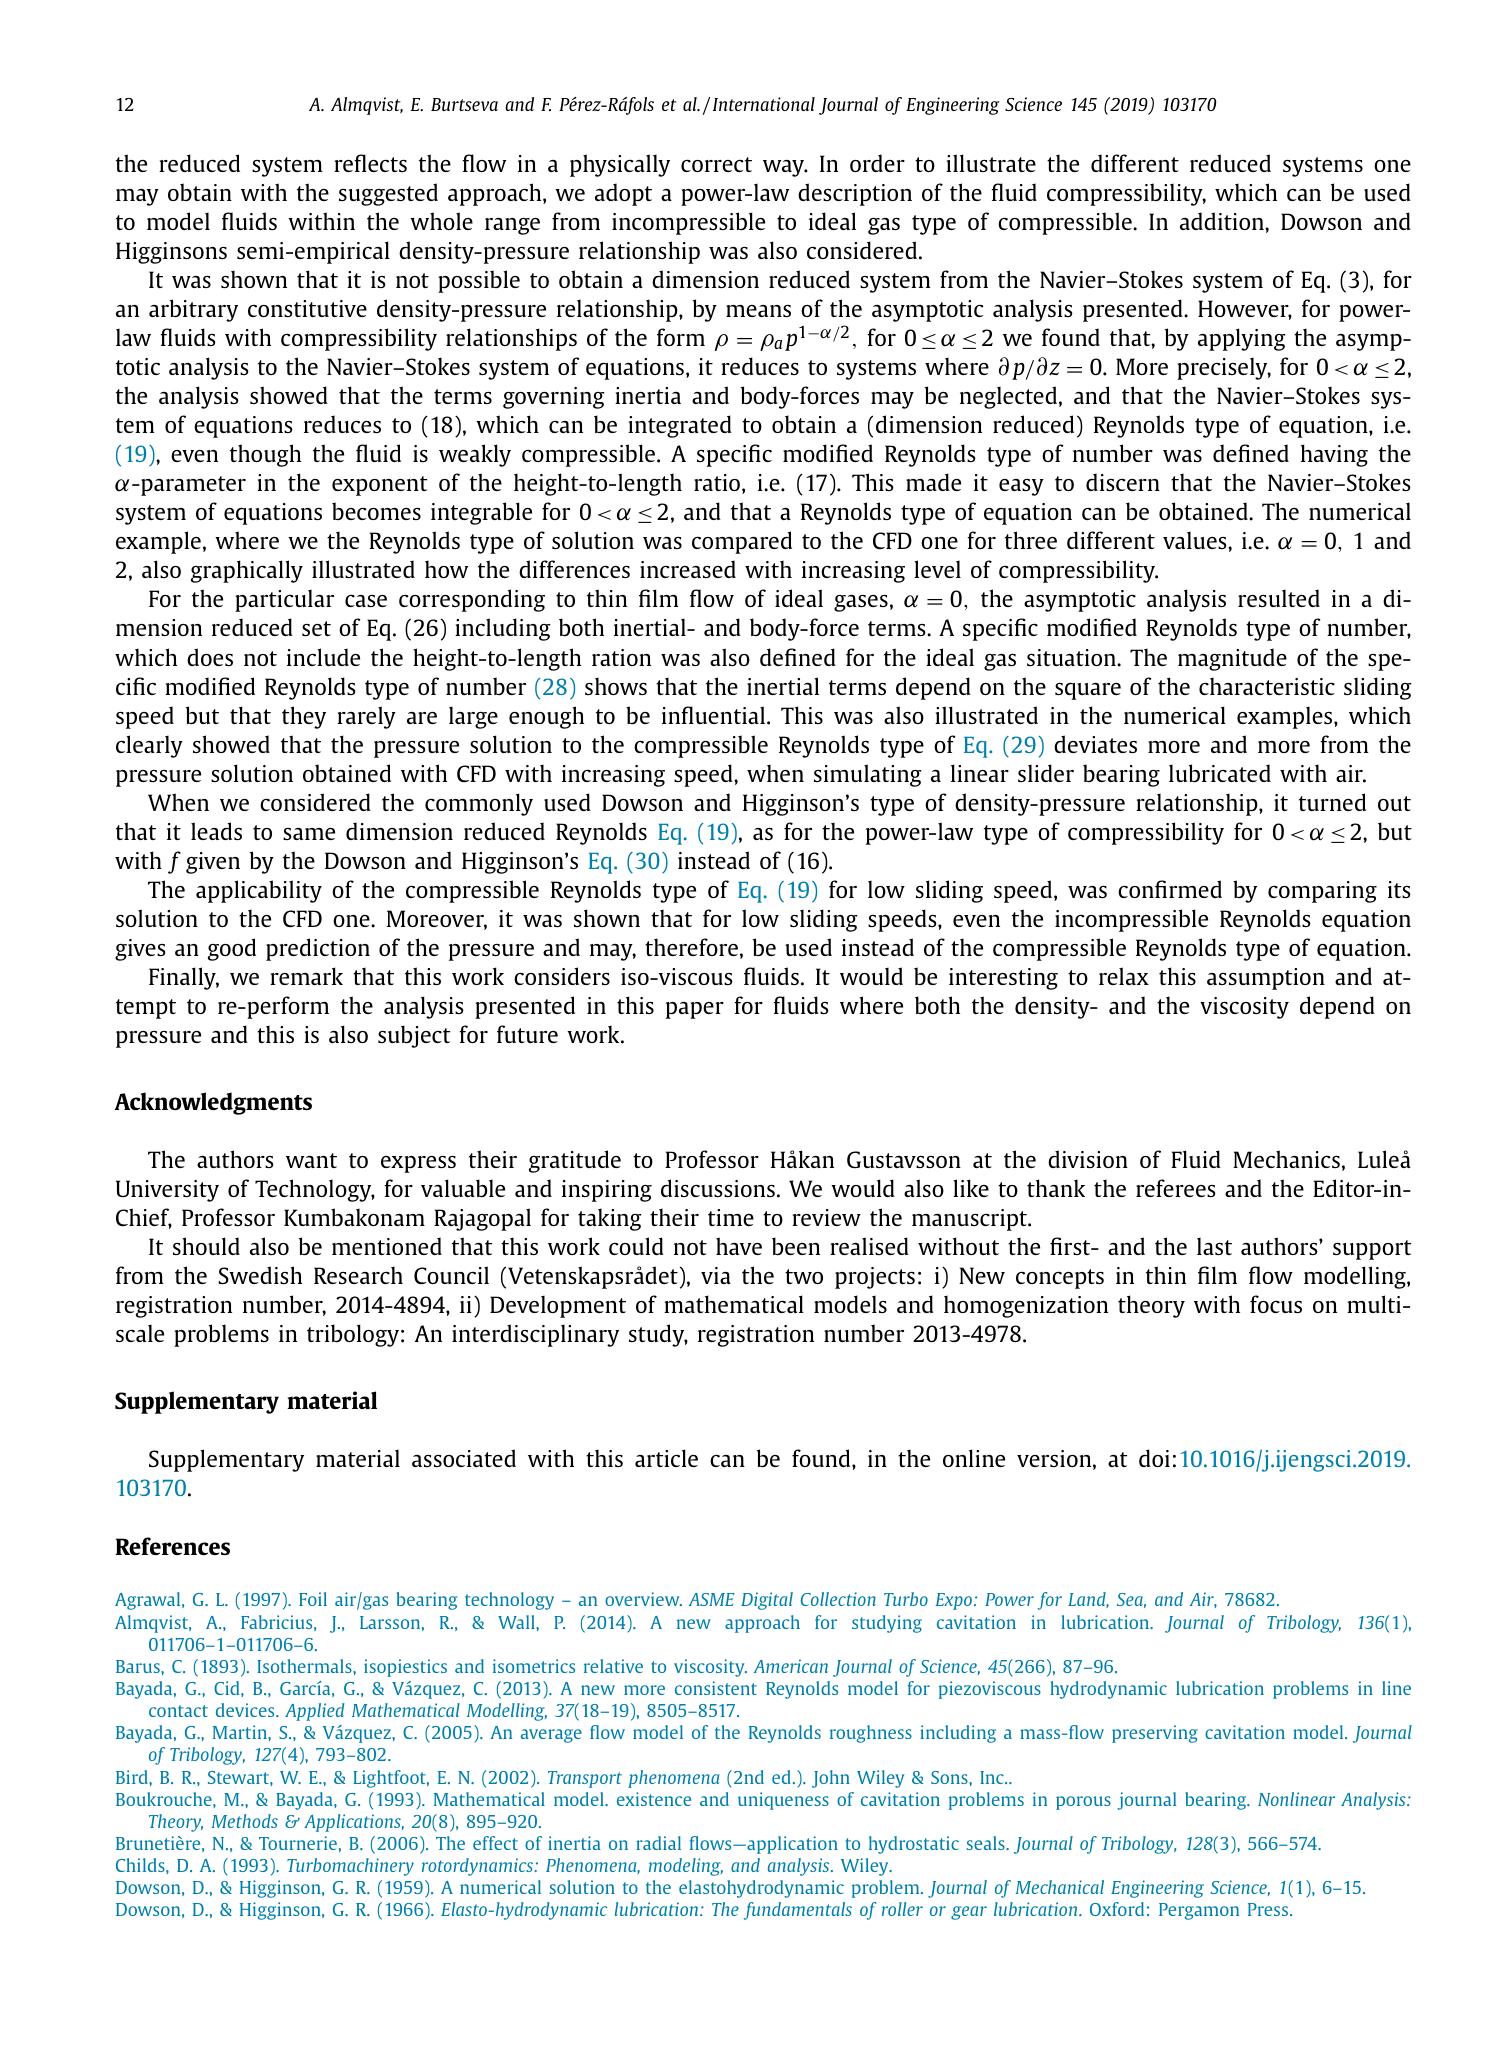 12 A. Almqvist, E. Burtseva and F. Pérez-Ráfols et al. / International Journal of Engineering Science 145 (2019) 103170
the reduced system reflects the flow in a physically correct way. In order to illustrate the different reduced systems one
may obtain with the suggested approach, we adopt a power-law description of the fluid compressibility, which can be used
to model fluids within the whole range from incompressible to ideal gas type of compressible. In addition, Dowson and
Higginsons semi-empirical density-pressure relationship was also considered.
It was shown that it is not possible to obtain a dimension reduced system from the Navier–Stokes system of Eq. (3), for
an arbitrary constitutive density-pressure relationship, by means of the asymptotic analysis presented. However, for power-
law fluids with compressibility relationships of the form ρ = ρₐp^{1−α/2}, for 0 ≤ α ≤ 2 we found that, by applying the asymp-
totic analysis to the Navier–Stokes system of equations, it reduces to systems where ∂p/∂z = 0. More precisely, for 0 < α ≤ 2,
the analysis showed that the terms governing inertia and body-forces may be neglected, and that the Navier–Stokes sys-
tem of equations reduces to (18), which can be integrated to obtain a (dimension reduced) Reynolds type of equation, i.e.
(19), even though the fluid is weakly compressible. A specific modified Reynolds type of number was defined having the
α-parameter in the exponent of the height-to-length ratio, i.e. (17). This made it easy to discern that the Navier–Stokes
system of equations becomes integrable for 0 < α ≤ 2, and that a Reynolds type of equation can be obtained. The numerical
example, where we the Reynolds type of solution was compared to the CFD one for three different values, i.e. α = 0, 1 and
2, also graphically illustrated how the differences increased with increasing level of compressibility.
For the particular case corresponding to thin film flow of ideal gases, α = 0, the asymptotic analysis resulted in a di-
mension reduced set of Eq. (26) including both inertial- and body-force terms. A specific modified Reynolds type of number,
which does not include the height-to-length ration was also defined for the ideal gas situation. The magnitude of the spe-
cific modified Reynolds type of number (28) shows that the inertial terms depend on the square of the characteristic sliding
speed but that they rarely are large enough to be influential. This was also illustrated in the numerical examples, which
clearly showed that the pressure solution to the compressible Reynolds type of Eq. (29) deviates more and more from the
pressure solution obtained with CFD with increasing speed, when simulating a linear slider bearing lubricated with air.
When we considered the commonly used Dowson and Higginson's type of density-pressure relationship, it turned out
that it leads to same dimension reduced Reynolds Eq. (19), as for the power-law type of compressibility for 0 < α ≤ 2, but
with f given by the Dowson and Higginson's Eq. (30) instead of (16).
The applicability of the compressible Reynolds type of Eq. (19) for low sliding speed, was confirmed by comparing its
solution to the CFD one. Moreover, it was shown that for low sliding speeds, even the incompressible Reynolds equation
gives an good prediction of the pressure and may, therefore, be used instead of the compressible Reynolds type of equation.
Finally, we remark that this work considers iso-viscous fluids. It would be interesting to relax this assumption and at-
tempt to re-perform the analysis presented in this paper for fluids where both the density- and the viscosity depend on
pressure and this is also subject for future work.
Acknowledgments
The authors want to express their gratitude to Professor Håkan Gustavsson at the division of Fluid Mechanics, Luleå
University of Technology, for valuable and inspiring discussions. We would also like to thank the referees and the Editor-in-
Chief, Professor Kumbakonam Rajagopal for taking their time to review the manuscript.
It should also be mentioned that this work could not have been realised without the first- and the last authors' support
from the Swedish Research Council (Vetenskapsrådet), via the two projects: i) New concepts in thin film flow modelling,
registration number, 2014-4894, ii) Development of mathematical models and homogenization theory with focus on multi-
scale problems in tribology: An interdisciplinary study, registration number 2013-4978.
Supplementary material
Supplementary material associated with this article can be found, in the online version, at doi:10.1016/j.ijengsci.2019.
103170.
References
Agrawal, G. L. (1997). Foil air/gas bearing technology – an overview. ASME Digital Collection Turbo Expo: Power for Land, Sea, and Air, 78682.
Almqvist, A., Fabricius, J., Larsson, R., & Wall, P. (2014). A new approach for studying cavitation in lubrication. Journal of Tribology, 136(1),
011706–1–011706–6.
Barus, C. (1893). Isothermals, isopiestics and isometrics relative to viscosity. American Journal of Science, 45(266), 87–96.
Bayada, G., Cid, B., García, G., & Vázquez, C. (2013). A new more consistent Reynolds model for piezoviscous hydrodynamic lubrication problems in line
contact devices. Applied Mathematical Modelling, 37(18–19), 8505–8517.
Bayada, G., Martin, S., & Vázquez, C. (2005). An average flow model of the Reynolds roughness including a mass-flow preserving cavitation model. Journal
of Tribology, 127(4), 793–802.
Bird, B. R., Stewart, W. E., & Lightfoot, E. N. (2002). Transport phenomena (2nd ed.). John Wiley & Sons, Inc..
Boukrouche, M., & Bayada, G. (1993). Mathematical model. existence and uniqueness of cavitation problems in porous journal bearing. Nonlinear Analysis:
Theory, Methods & Applications, 20(8), 895–920.
Brunetière, N., & Tournerie, B. (2006). The effect of inertia on radial flows—application to hydrostatic seals. Journal of Tribology, 128(3), 566–574.
Childs, D. A. (1993). Turbomachinery rotordynamics: Phenomena, modeling, and analysis. Wiley.
Dowson, D., & Higginson, G. R. (1959). A numerical solution to the elastohydrodynamic problem. Journal of Mechanical Engineering Science, 1(1), 6–15.
Dowson, D., & Higginson, G. R. (1966). Elasto-hydrodynamic lubrication: The fundamentals of roller or gear lubrication. Oxford: Pergamon Press.